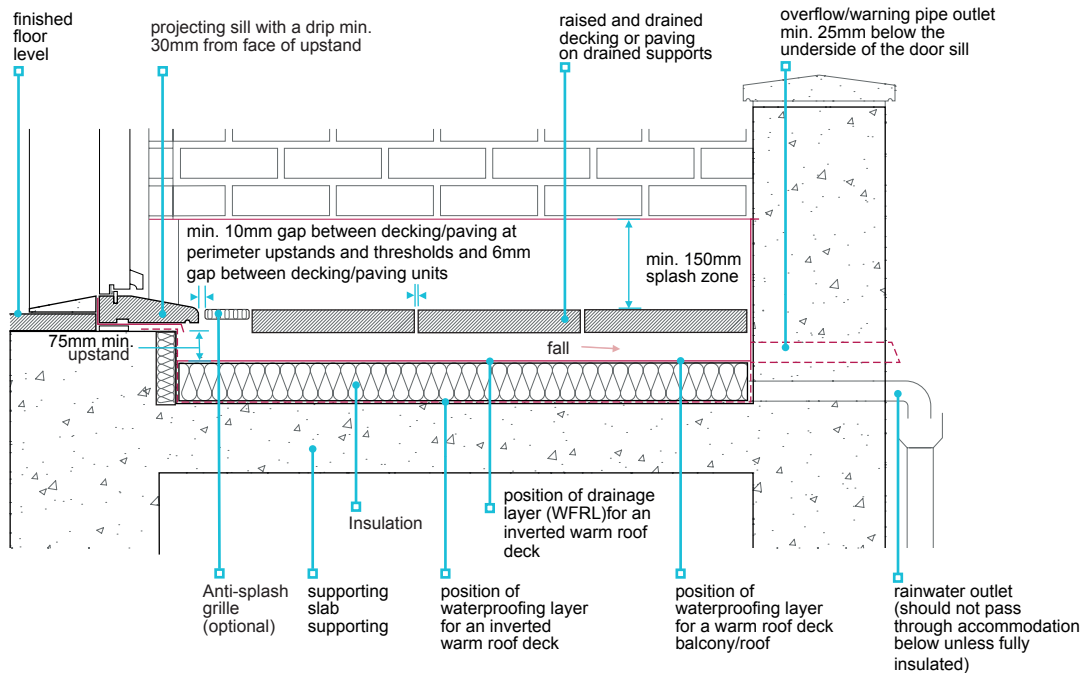 finished
floor
level
projecting sill with a drip min.
30mm from face of upstand
raised and drained
decking or paving
on drained supports
overflow/warning pipe outlet
min. 25mm below the
underside of the door sill
min. 10mm gap between decking/paving at
perimeter upstands and thresholds and 6mm
gap between decking/paving units
min. 150mm
splash zone
75mm min.
upstand
fall
Insulation
position of drainage
layer (WFRL)for an
inverted warm roof
deck
Anti-splash
grille
(optional)
supporting
slab
supporting
position of
waterproofing layer
for an inverted
warm roof deck
position of
waterproofing layer
for a warm roof deck
balcony/roof
rainwater outlet
(should not pass
through accommodation
below unless fully
insulated)